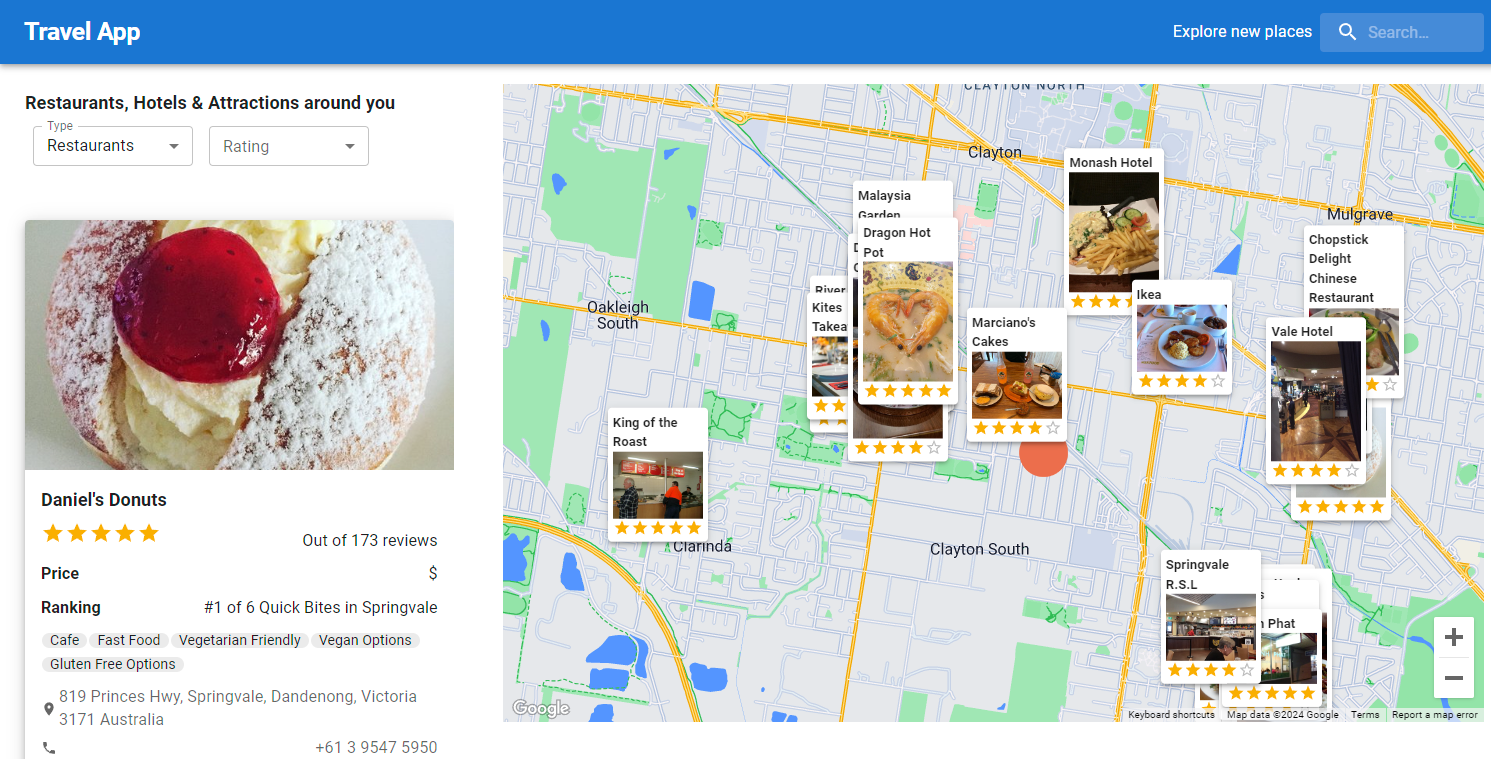 Travel App
Explore new places
Search…
Restaurants, Hotels & Attractions around you
Type
Restaurants
Rating
Daniel's Donuts
Out of 173 reviews
Price
$
Ranking
#1 of 6 Quick Bites in Springvale
Cafe
Fast Food
Vegetarian Friendly
Vegan Options
Gluten Free Options
819 Princes Hwy, Springvale, Dandenong, Victoria
3171 Australia
+61 3 9547 5950
CLAYTON NORTH
Clayton
Monash Hotel
Malaysia
Garden
Mulgrave
Dragon Hot
Pot
Chopstick
Delight
Chinese
Restaurant
River
Kites
Takea
Ikea
Oakleigh
South
Marciano's
Cakes
Vale Hotel
King of the
Roast
Clarinda
Clayton South
Springvale
R.S.L
Phat
Google
Keyboard shortcuts
Map data ©2024 Google
Terms
Report a map error